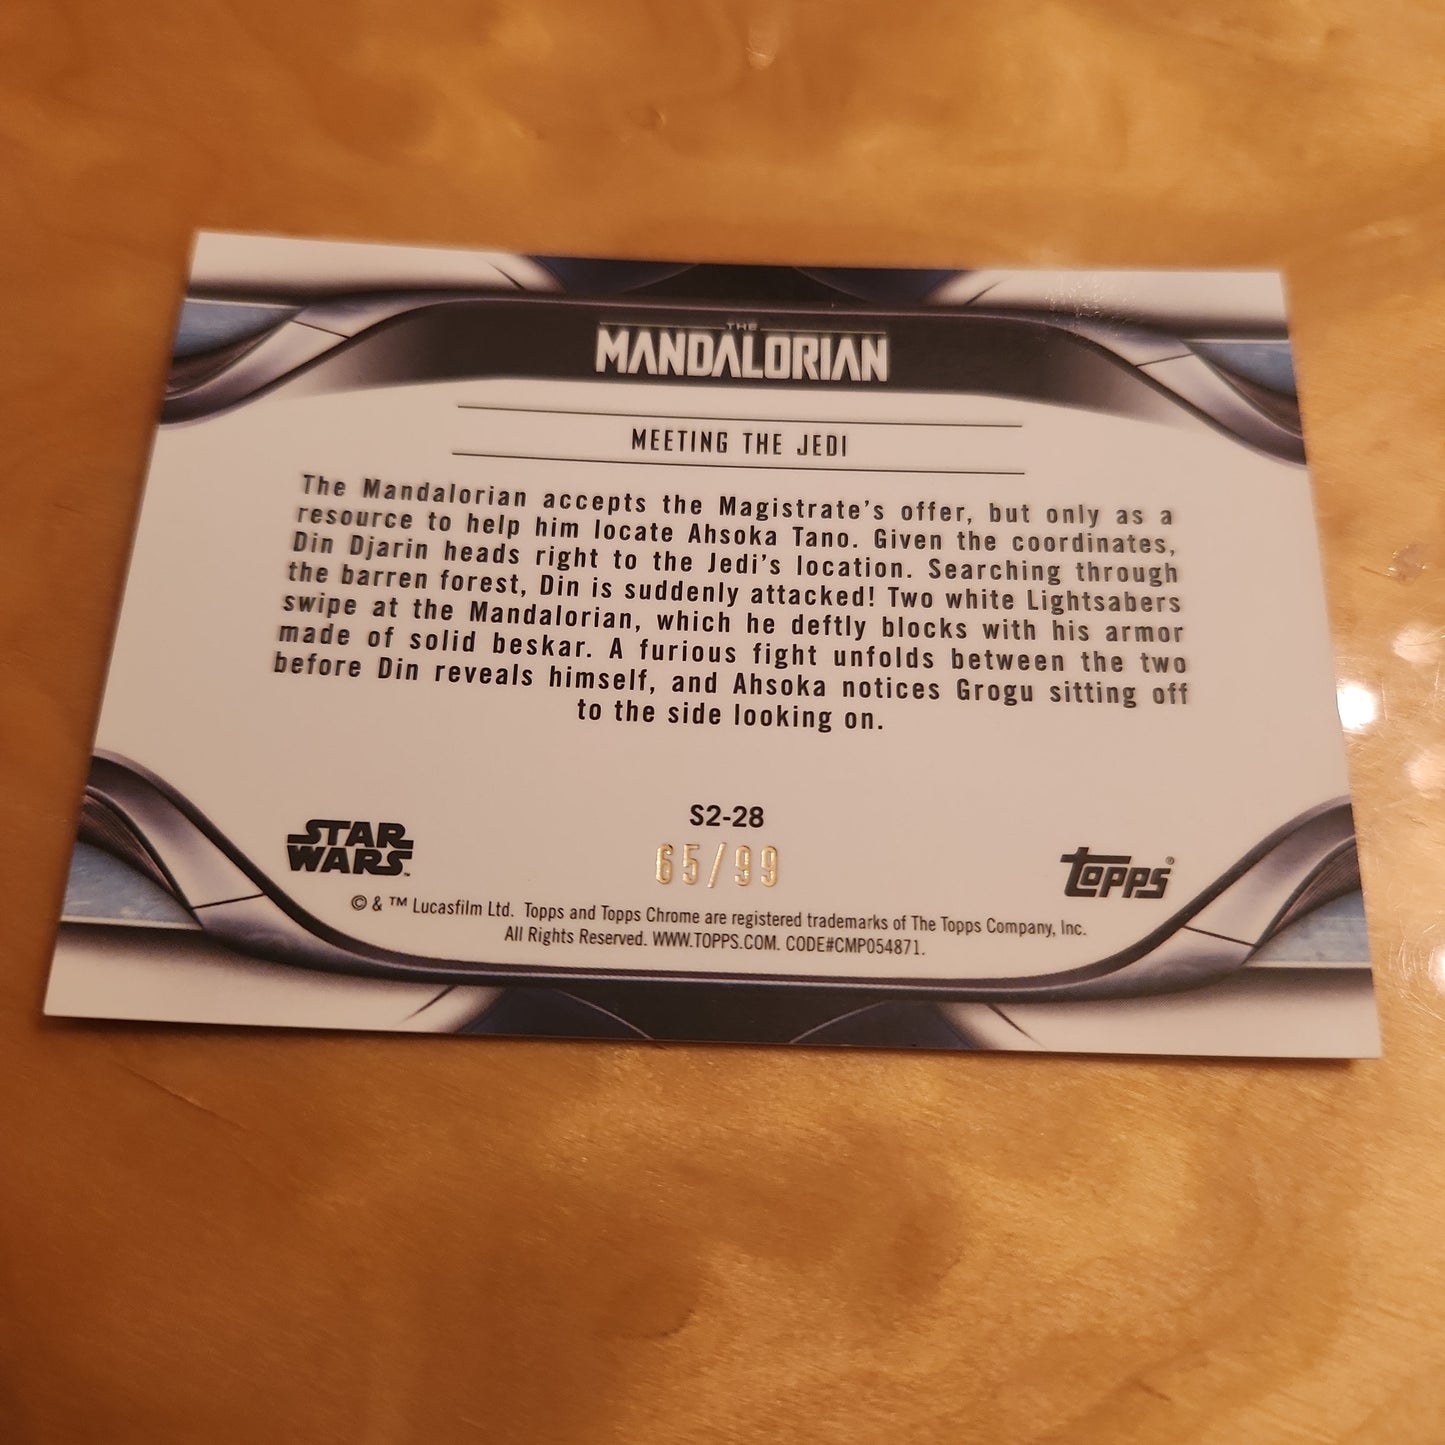 THE
MANDALORIAN
MEETING THE JEDI
The Mandalorian accepts the Magistrate's offer, but only as a
resource to help him locate Ahsoka Tano. Given the coordinates,
Din Djarin heads right to the Jedi's location. Searching through
the barren forest, Din is suddenly attacked! Two white Lightsabers
swipe at the Mandalorian, which he deftly blocks with his armor
made of solid beskar. A furious fight unfolds between the two
before Din reveals himself, and Ahsoka notices Grogu sitting off
to the side looking on.
S2-28
65/99
STAR
WARS™
TOPPS®
© & ™ Lucasfilm Ltd. Topps and Topps Chrome are registered trademarks of The Topps Company, Inc.
All Rights Reserved. WWW.TOPPS.COM. CODE#CMP054871.